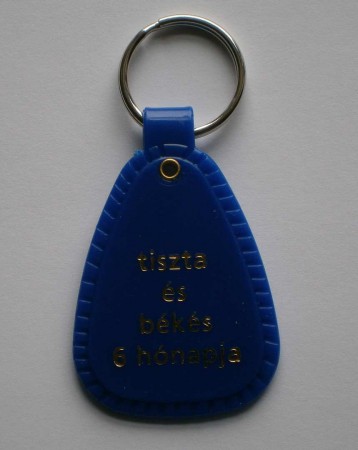 tiszta
és
békés
6 hónapja